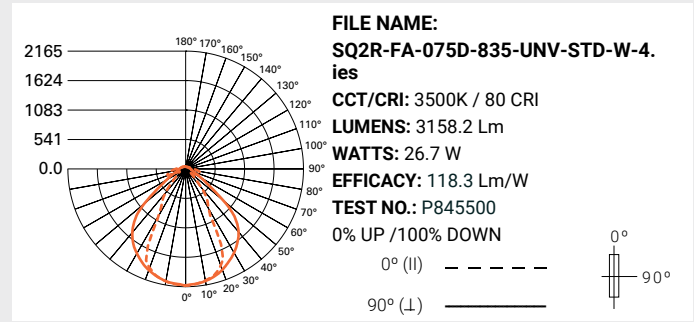 2165
1624
1083
541
0.0
180° 170° 160° 150° 140° 130° 120° 110° 100° 90° 80° 70° 60° 50° 40° 30° 20° 10° 0°
FILE NAME:
SQ2R-FA-075D-835-UNV-STD-W-4.
ies
CCT/CRI: 3500K / 80 CRI
LUMENS: 3158.2 Lm
WATTS: 26.7 W
EFFICACY: 118.3 Lm/W
TEST NO.: P845500
0% UP /100% DOWN
0° (II)
90° (⊥)
0°
90°